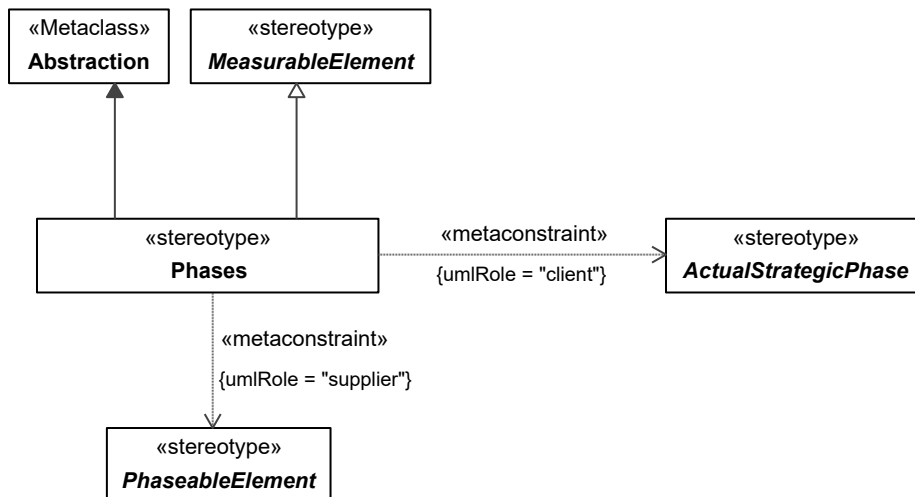 «Metaclass»
Abstraction
«stereotype»
MeasurableElement
«stereotype»
Phases
«metaconstraint»
{umlRole = "client"}
«stereotype»
ActualStrategicPhase
«metaconstraint»
{umlRole = "supplier"}
«stereotype»
PhaseableElement